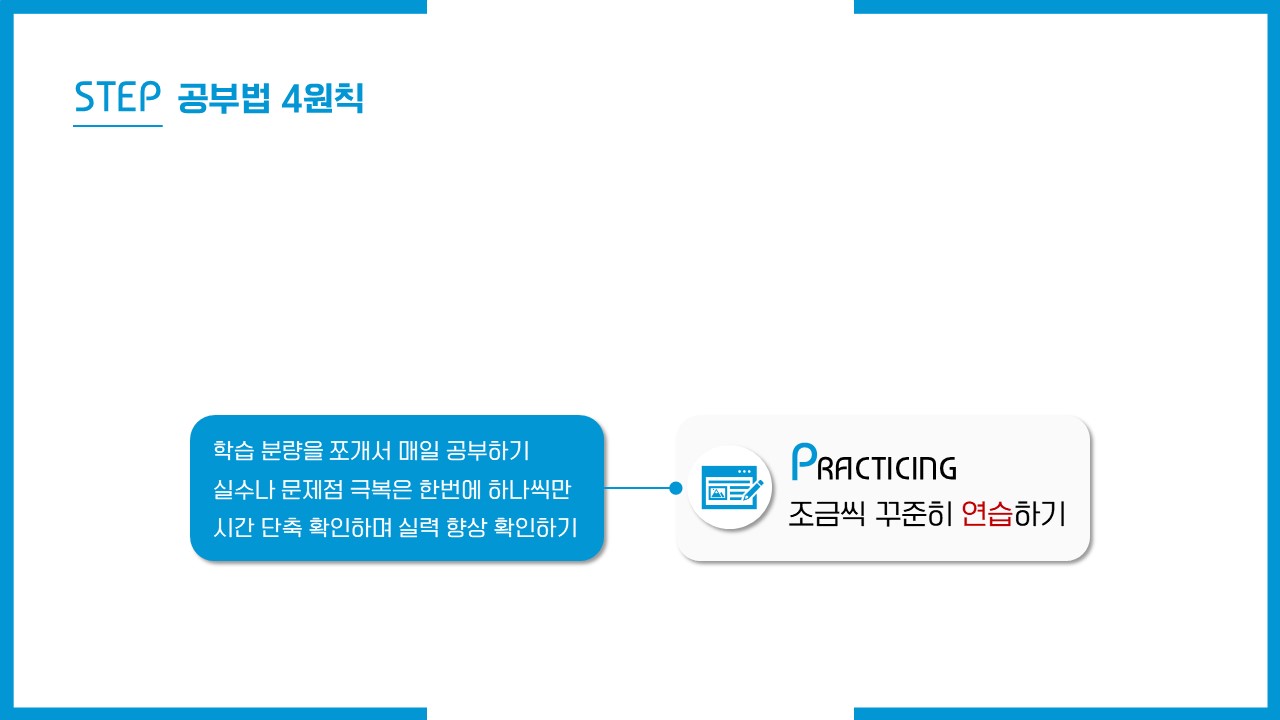 STEP 공부법 4원칙
학습 분량을 쪼개서 매일 공부하기
실수나 문제점 극복은 한번에 하나씩만
시간 단축 확인하며 실력 향상 확인하기
PRACTICING
조금씩 꾸준히 연습하기